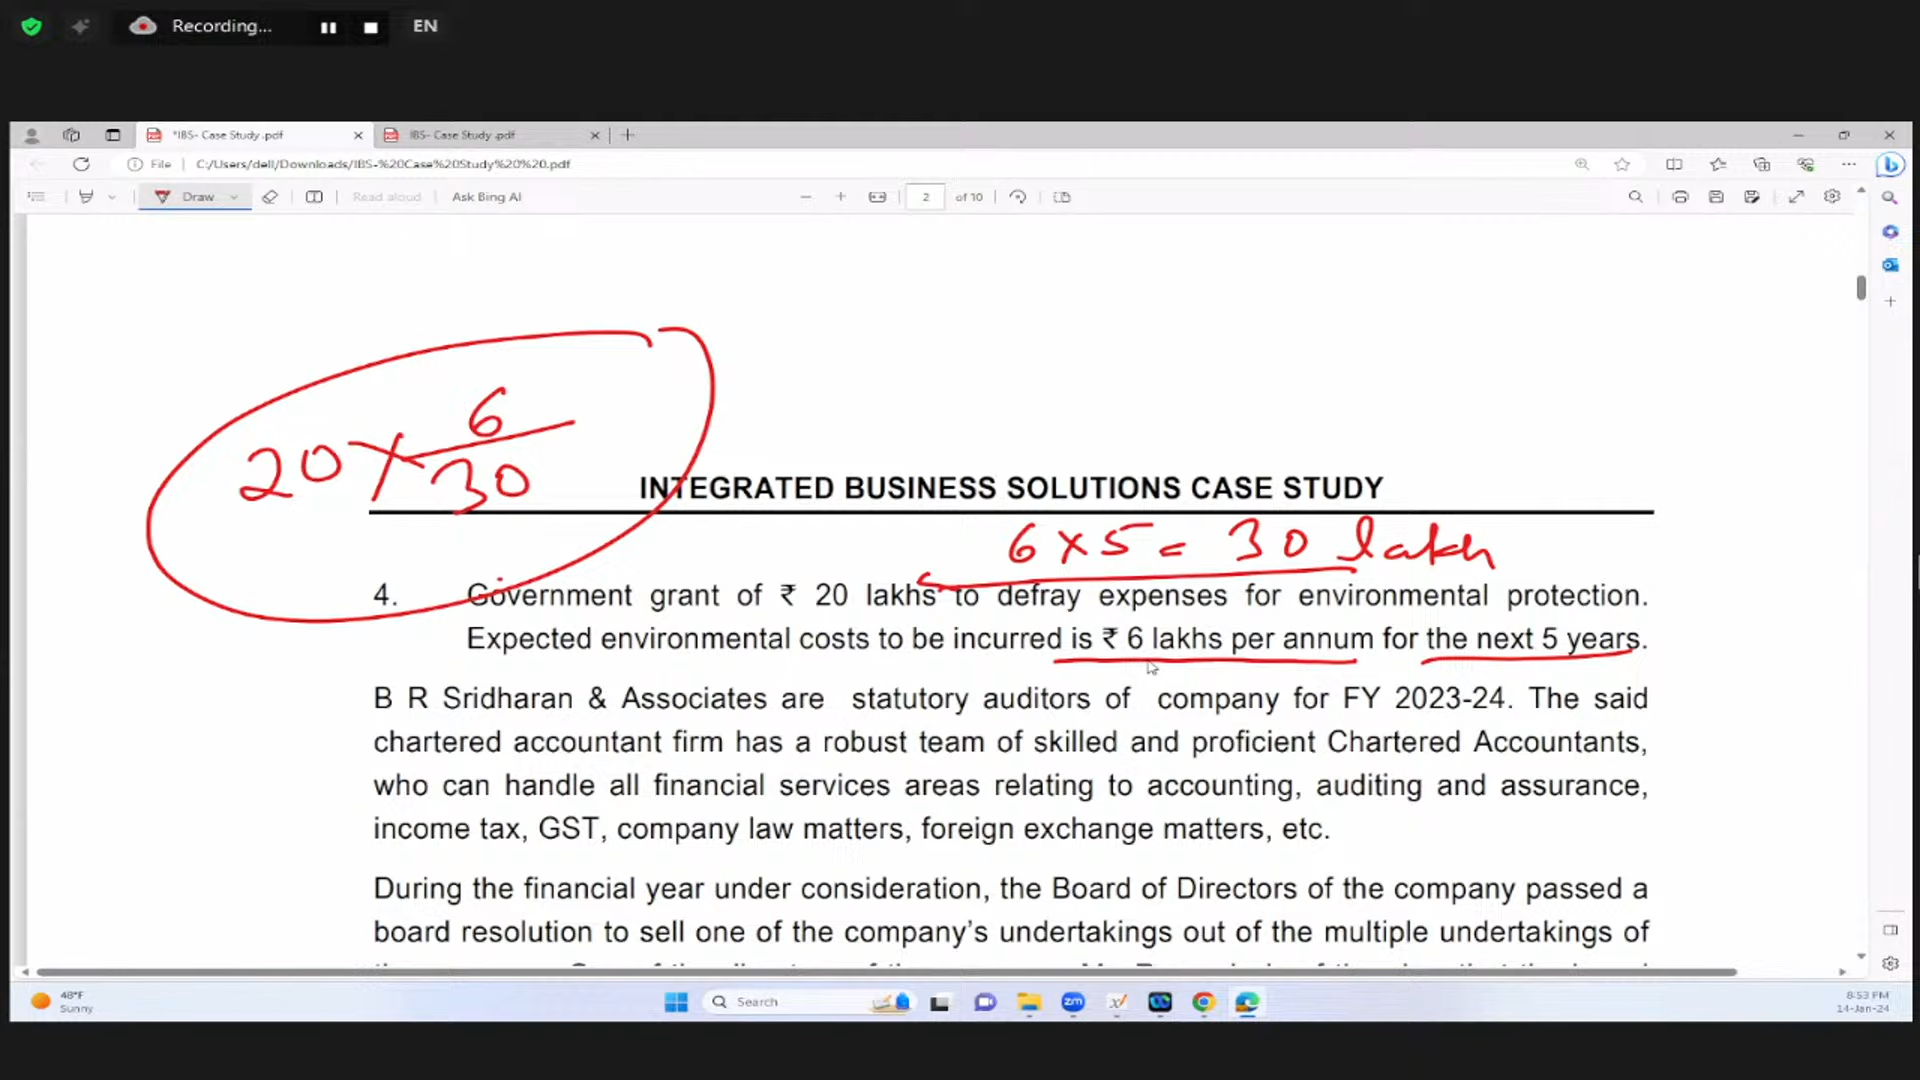 Recording...
EN
*IBS- Case Study .pdf
IBS- Case Study .pdf
File
C:/Users/dell/Downloads/IBS-%20Case%20Study%20%20.pdf
Draw
Read aloud
Ask Bing AI
2
of 10
20 × 6/30
INTEGRATED BUSINESS SOLUTIONS CASE STUDY
6 × 5 = 30 lakh
4. Government grant of ₹ 20 lakhs to defray expenses for environmental protection.
Expected environmental costs to be incurred is ₹ 6 lakhs per annum for the next 5 years.
B R Sridharan & Associates are statutory auditors of company for FY 2023-24. The said
chartered accountant firm has a robust team of skilled and proficient Chartered Accountants,
who can handle all financial services areas relating to accounting, auditing and assurance,
income tax, GST, company law matters, foreign exchange matters, etc.
During the financial year under consideration, the Board of Directors of the company passed a
board resolution to sell one of the company's undertakings out of the multiple undertakings of
48°F
Sunny
Search
zm
8:53 PM
14-Jan-24